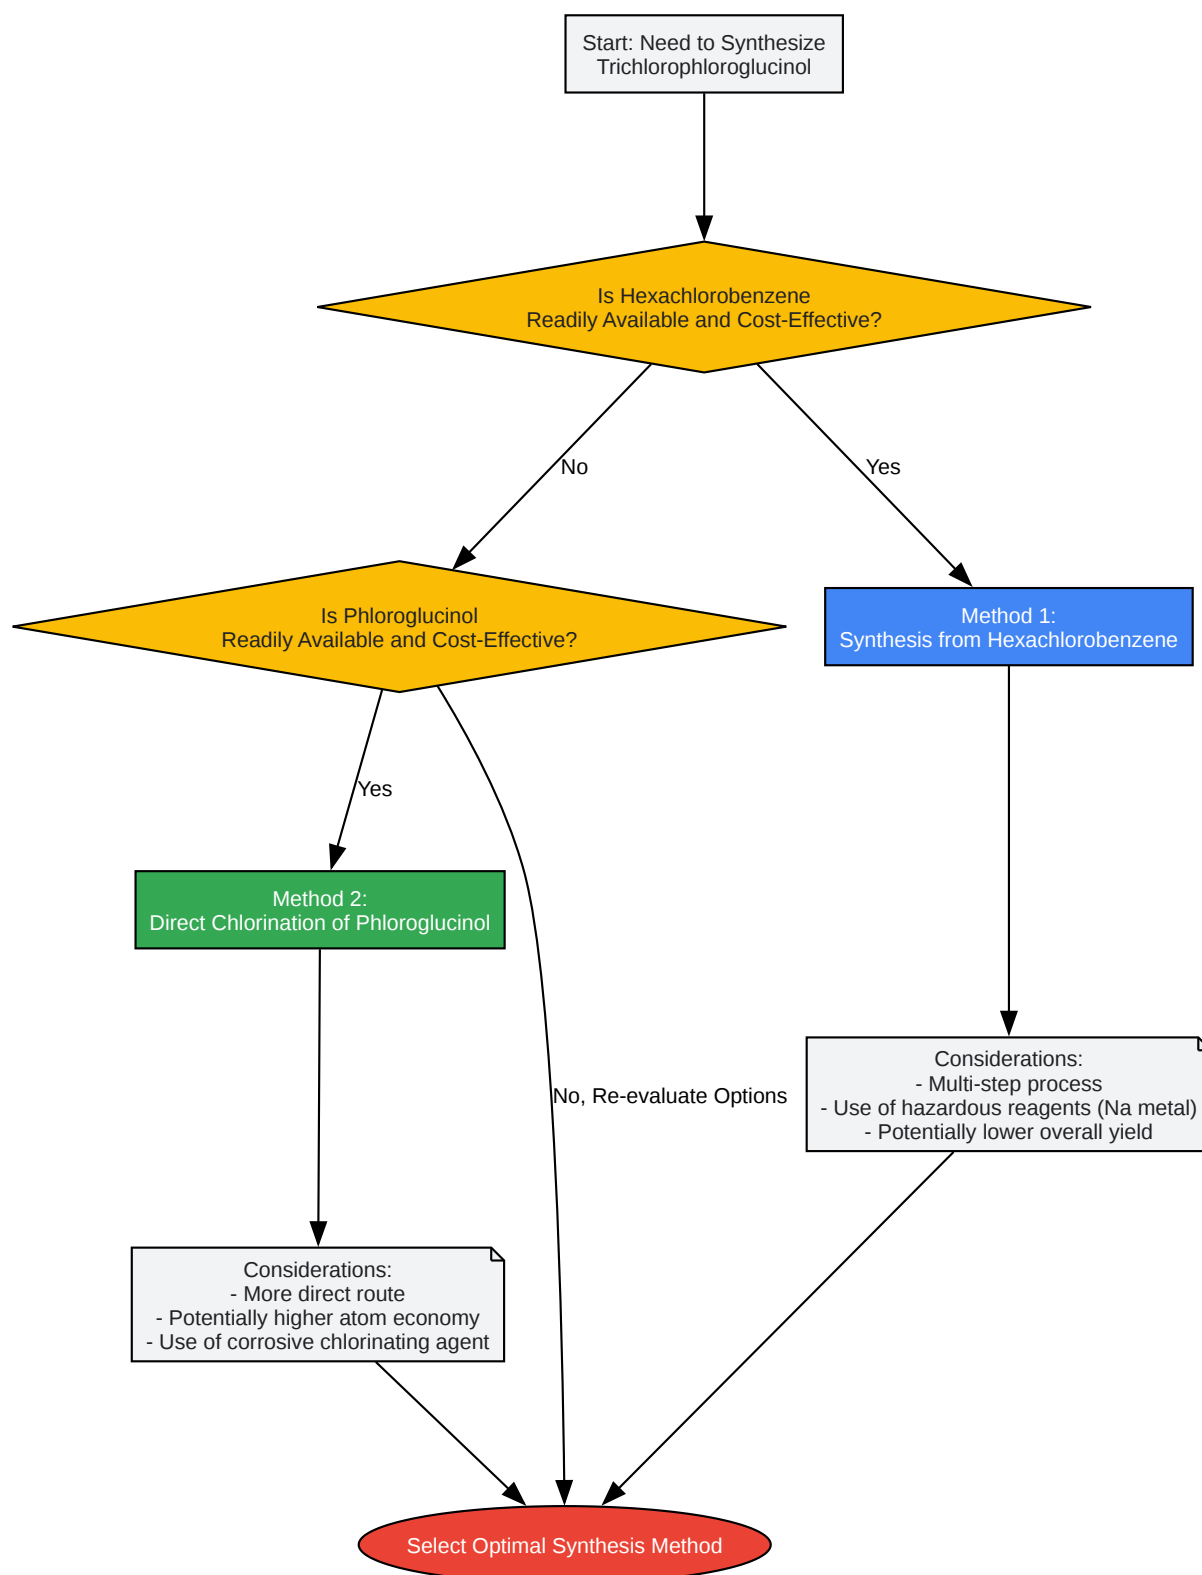 Start: Need to Synthesize
Trichlorophloroglucinol
Is Hexachlorobenzene
Readily Available and Cost-Effective?
No
Yes
Is Phloroglucinol
Readily Available and Cost-Effective?
Method 1:
Synthesis from Hexachlorobenzene
Yes
Method 2:
Direct Chlorination of Phloroglucinol
No, Re-evaluate Options
Considerations:
- Multi-step process
- Use of hazardous reagents (Na metal)
- Potentially lower overall yield
Considerations:
- More direct route
- Potentially higher atom economy
- Use of corrosive chlorinating agent
Select Optimal Synthesis Method